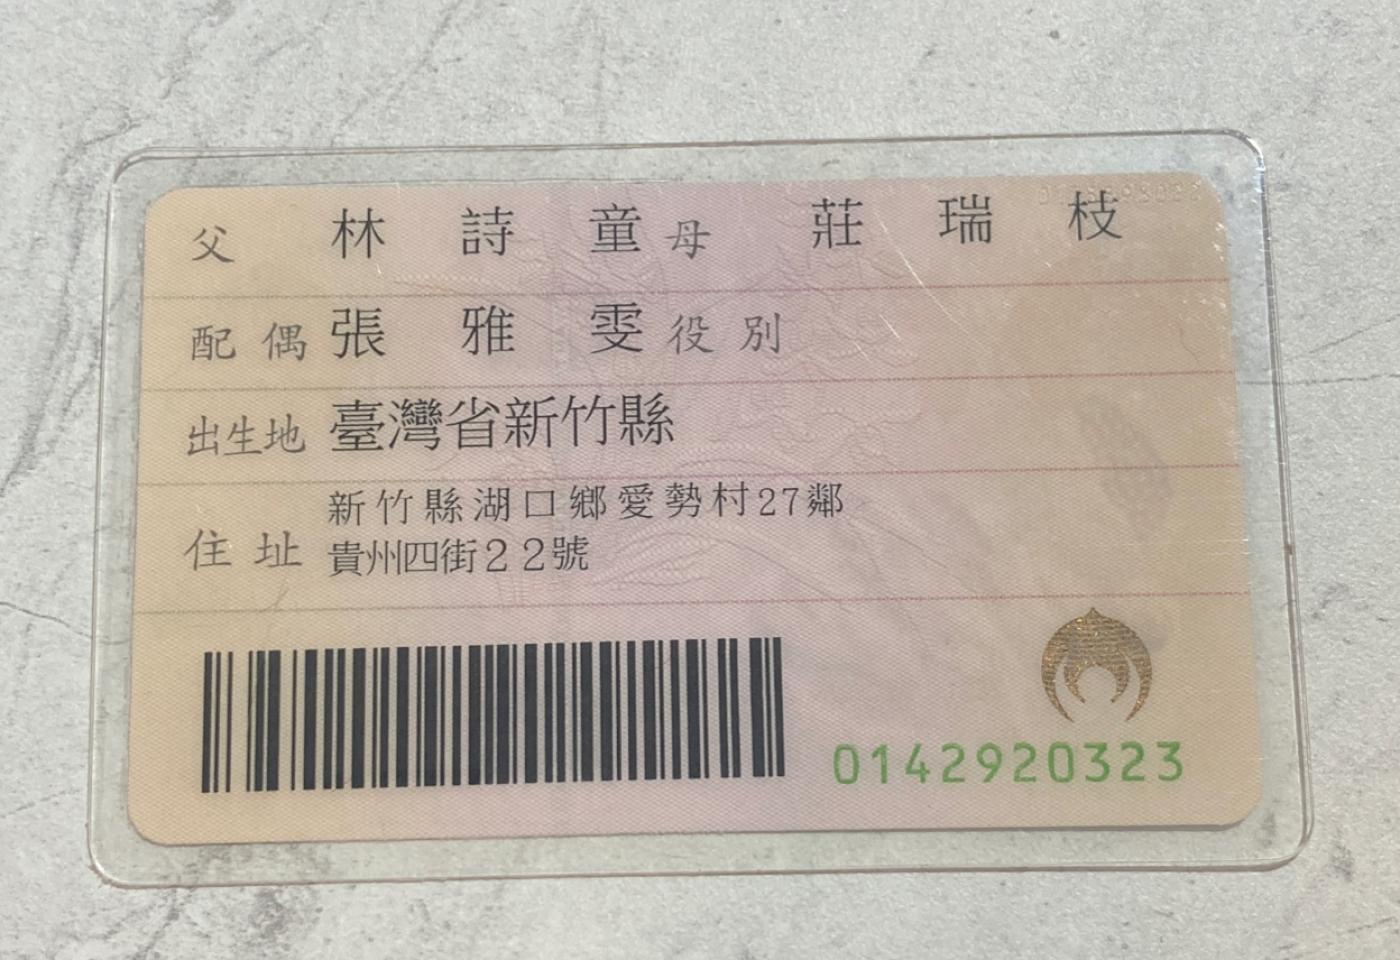 父 林詩童 母 莊瑞枝
配偶 張雅雯 役別
出生地 臺灣省新竹縣
住址 新竹縣湖口鄉愛勢村27鄰
貴州四街22號
0142920323